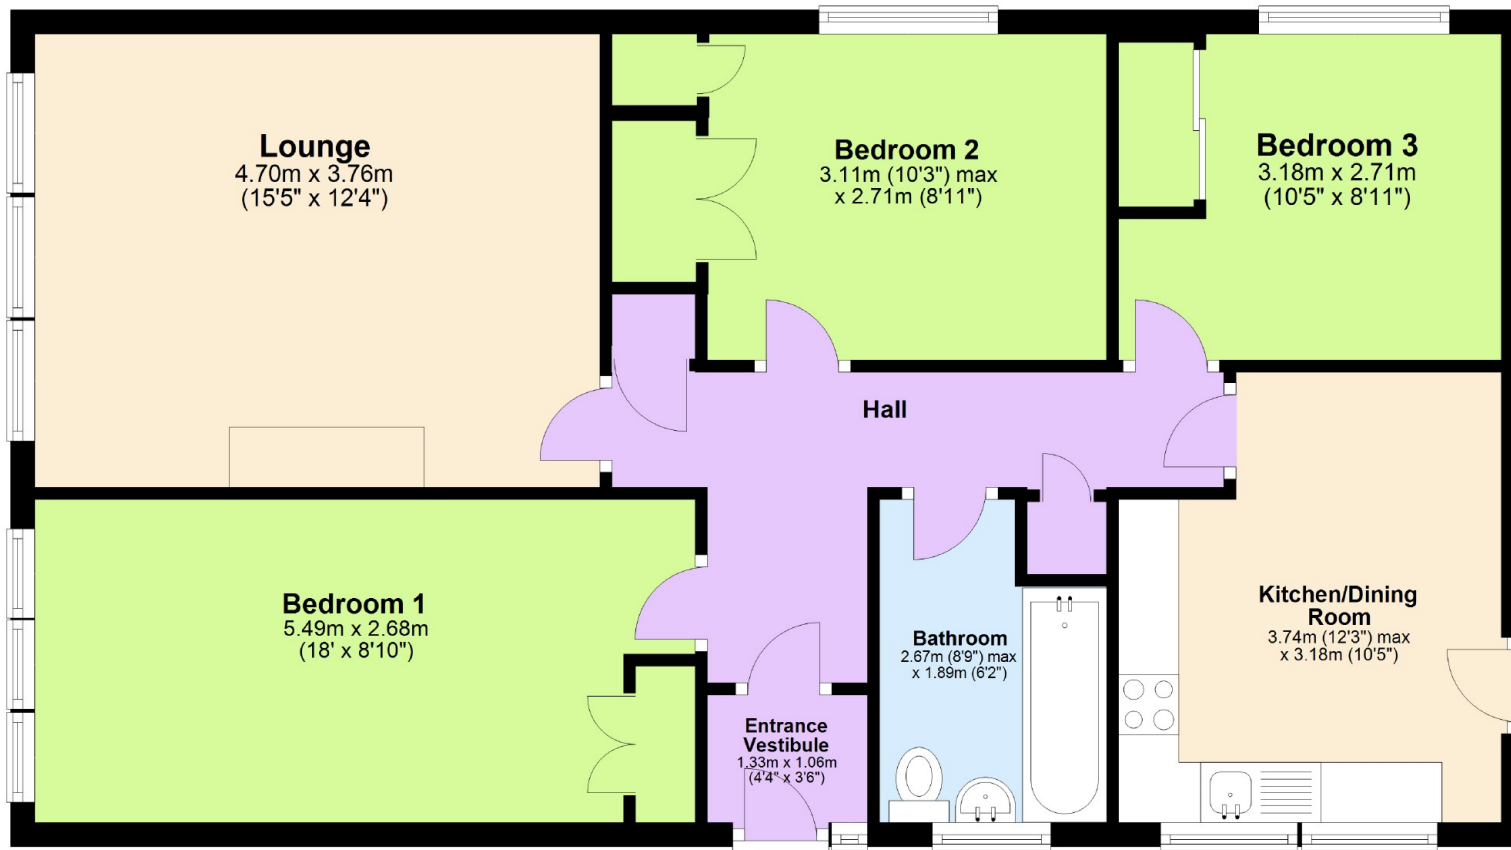 Lounge
4.70m x 3.76m
(15'5" x 12'4")
Bedroom 2
3.11m (10'3") max
x 2.71m (8'11")
Bedroom 3
3.18m x 2.71m
(10'5" x 8'11")
Hall
Bedroom 1
5.49m x 2.68m
(18' x 8'10")
Entrance
Vestibule
1.33m x 1.06m
(4'4" x 3'6")
Bathroom
2.67m (8'9") max
x 1.89m (6'2")
Kitchen/Dining
Room
3.74m (12'3") max
x 3.18m (10'5")